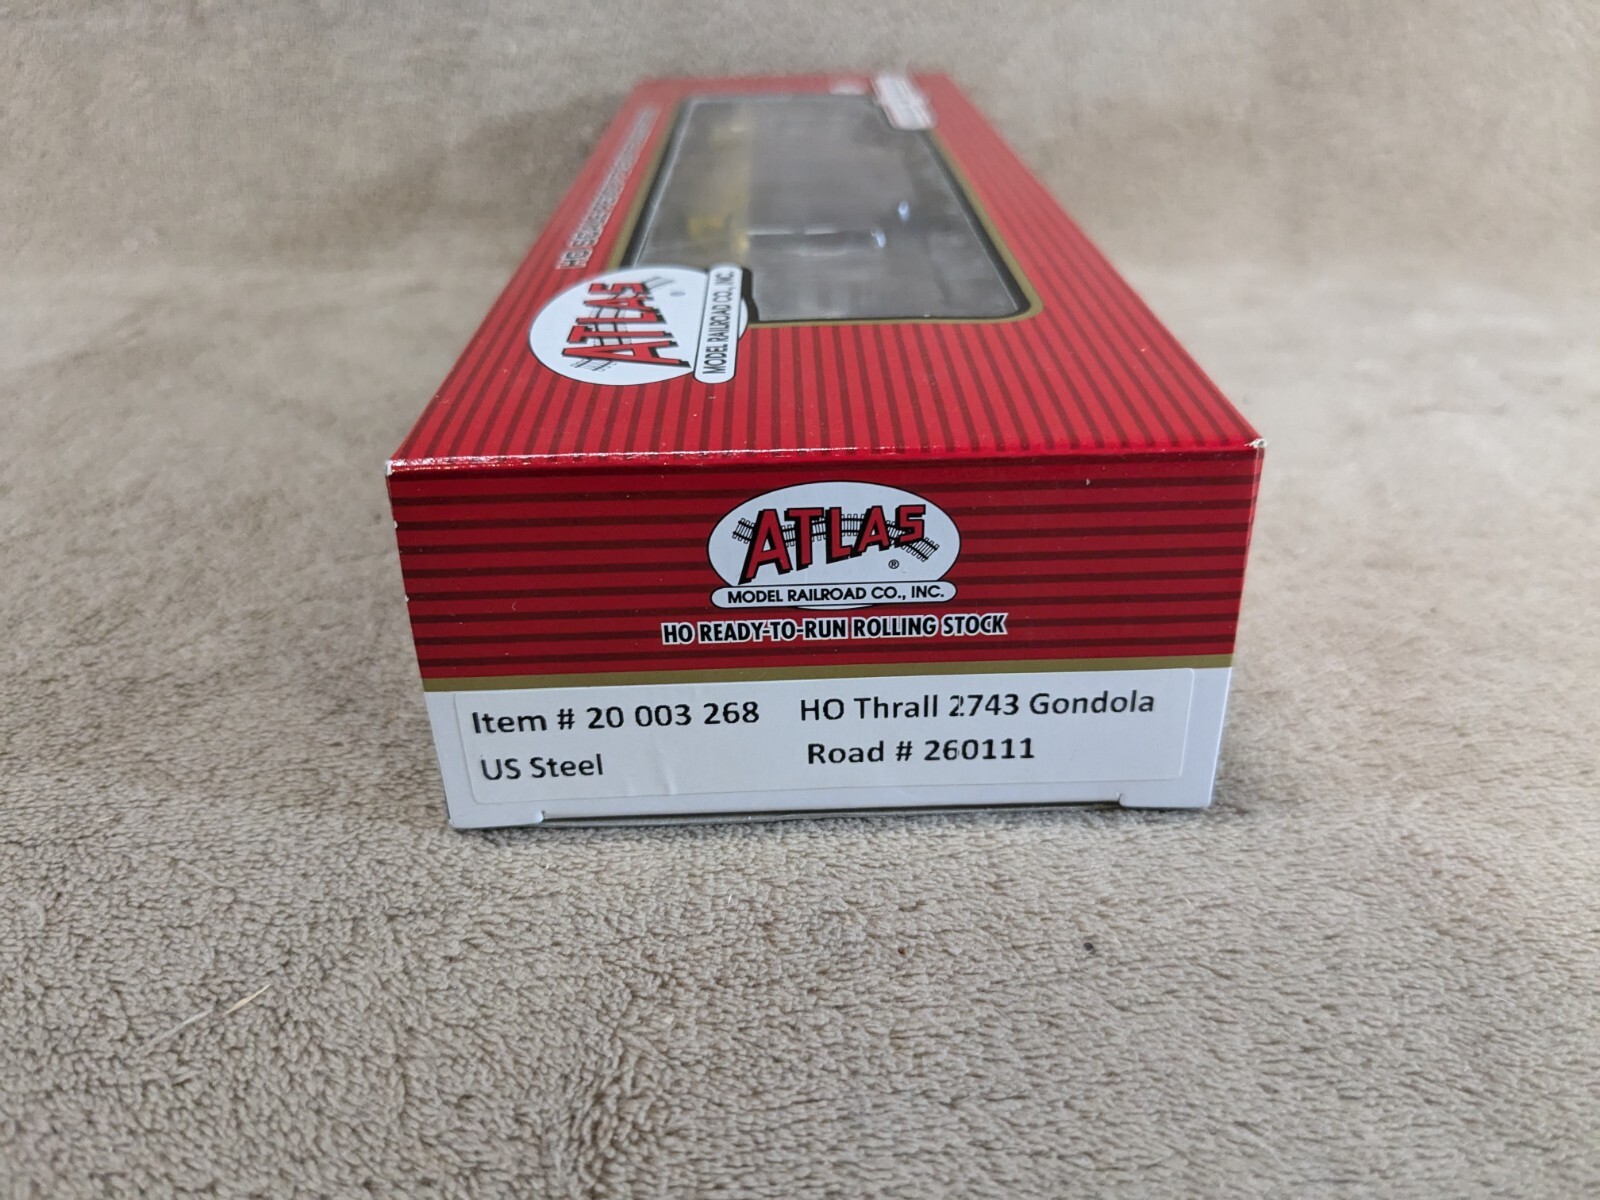 ATLAS
MODEL RAILROAD CO., INC.
ATLAS ®
MODEL RAILROAD CO., INC.
HO READY-TO-RUN ROLLING STOCK
Item # 20 003 268 HO Thrall 2743 Gondola
US Steel Road # 260111